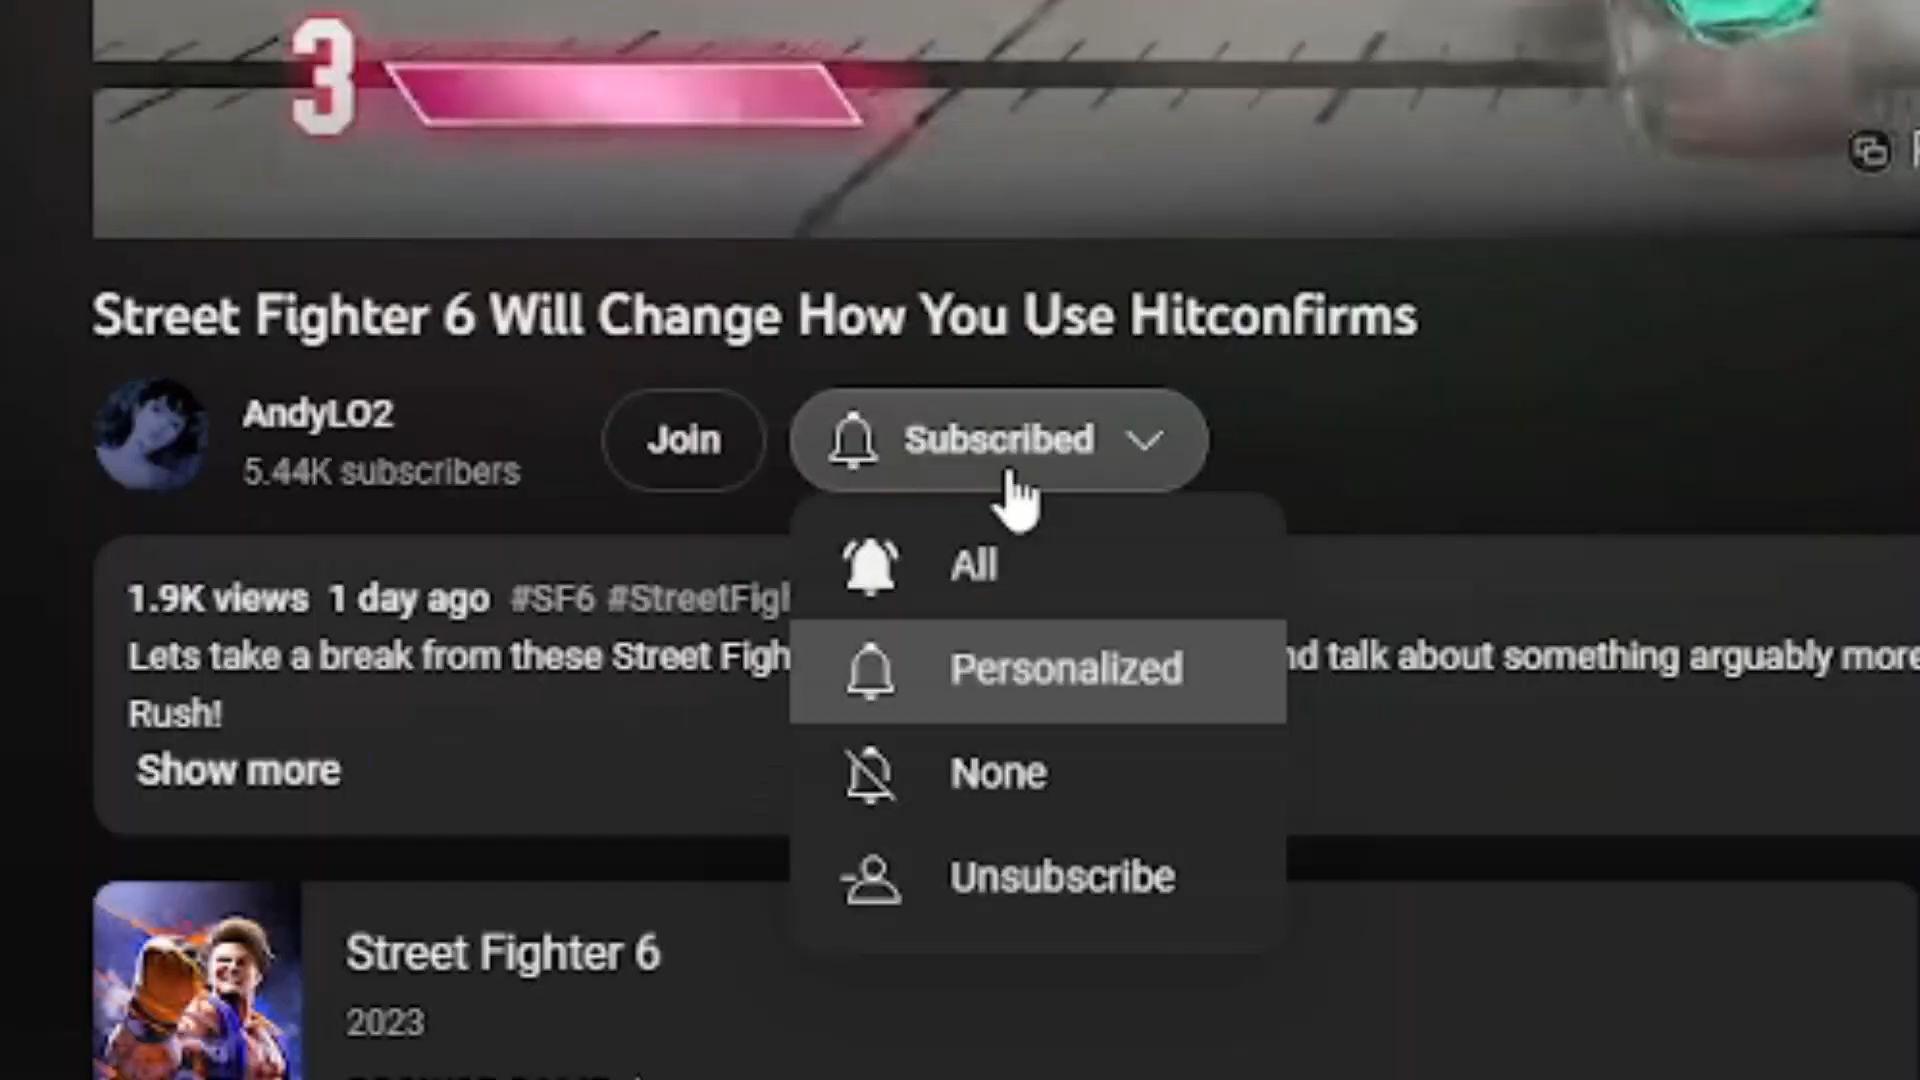 3
Street Fighter 6 Will Change How You Use Hitconfirms
AndyLO2
5.44K subscribers
Join
Subscribed
All
Personalized
None
Unsubscribe
1.9K views 1 day ago #SF6 #StreetFigh
Lets take a break from these Street Figh nd talk about something arguably more
Rush!
Show more
Street Fighter 6
2023